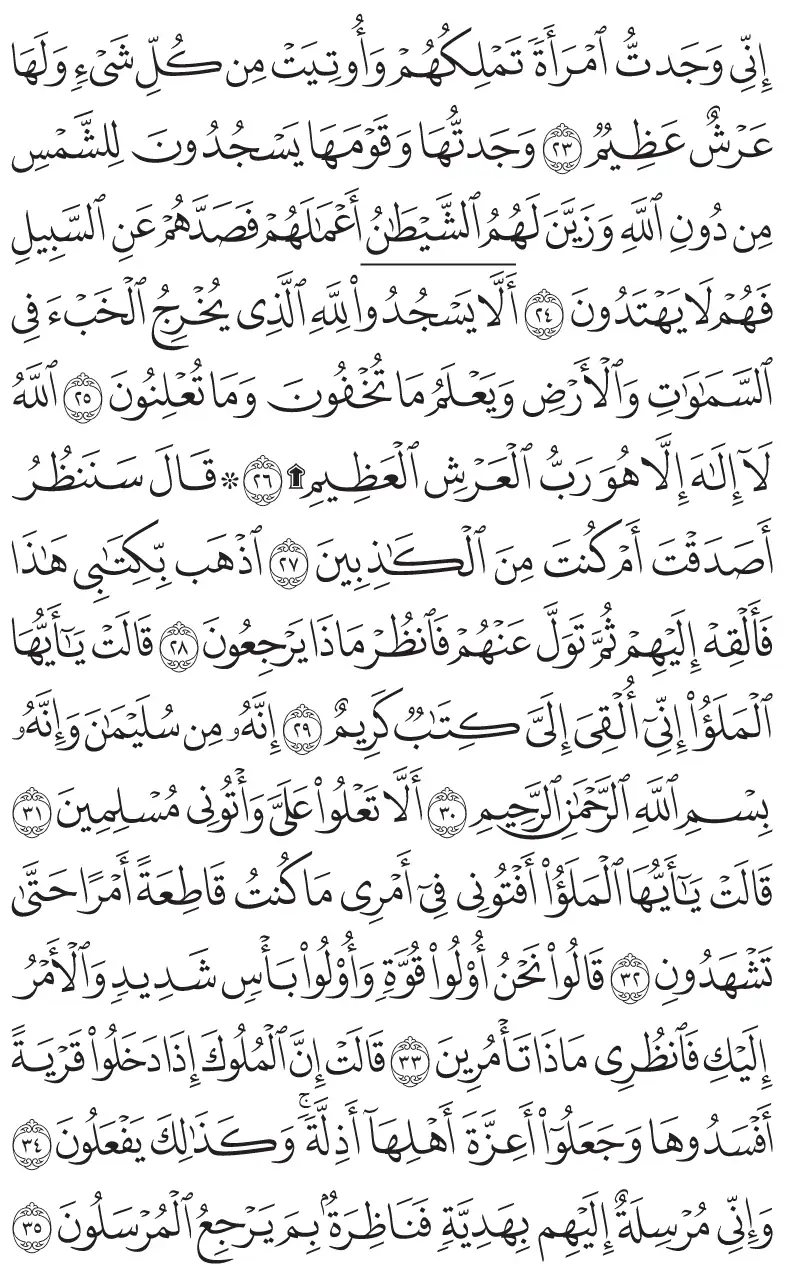 إِنِّي وَجَدتُّ ٱمۡرَأَةٗ تَمۡلِكُهُمۡ وَأُوتِيَتۡ مِن كُلِّ شَيۡءٖ وَلَهَا
عَرۡشٌ عَظِيمٞ ٢٣ وَجَدتُّهَا وَقَوۡمَهَا يَسۡجُدُونَ لِلشَّمۡسِ
مِن دُونِ ٱللَّهِ وَزَيَّنَ لَهُمُ ٱلشَّيۡطَٰنُ أَعۡمَٰلَهُمۡ فَصَدَّهُمۡ عَنِ ٱلسَّبِيلِ
فَهُمۡ لَا يَهۡتَدُونَ ٢٤ أَلَّا يَسۡجُدُواْ لِلَّهِ ٱلَّذِي يُخۡرِجُ ٱلۡخَبۡءَ فِي
ٱلسَّمَٰوَٰتِ وَٱلۡأَرۡضِ وَيَعۡلَمُ مَا تُخۡفُونَ وَمَا تُعۡلِنُونَ ٢٥ ٱللَّهُ
لَآ إِلَٰهَ إِلَّا هُوَ رَبُّ ٱلۡعَرۡشِ ٱلۡعَظِيمِ۩ ٢٦ * قَالَ سَنَنظُرُ
أَصَدَقۡتَ أَمۡ كُنتَ مِنَ ٱلۡكَٰذِبِينَ ٢٧ ٱذۡهَب بِّكِتَٰبِي هَٰذَا
فَأَلۡقِهۡ إِلَيۡهِمۡ ثُمَّ تَوَلَّ عَنۡهُمۡ فَٱنظُرۡ مَاذَا يَرۡجِعُونَ ٢٨ قَالَتۡ يَٰٓأَيُّهَا
ٱلۡمَلَؤُاْ إِنِّيٓ أُلۡقِيَ إِلَيَّ كِتَٰبٞ كَرِيمٌ ٢٩ إِنَّهُۥ مِن سُلَيۡمَٰنَ وَإِنَّهُۥ
بِسۡمِ ٱللَّهِ ٱلرَّحۡمَٰنِ ٱلرَّحِيمِ ٣٠ أَلَّا تَعۡلُواْ عَلَيَّ وَأۡتُونِي مُسۡلِمِينَ ٣١
قَالَتۡ يَٰٓأَيُّهَا ٱلۡمَلَؤُاْ أَفۡتُونِي فِيٓ أَمۡرِي مَا كُنتُ قَاطِعَةً أَمۡرًا حَتَّىٰ
تَشۡهَدُونِ ٣٢ قَالُواْ نَحۡنُ أُوْلُواْ قُوَّةٖ وَأُوْلُواْ بَأۡسٖ شَدِيدٖ وَٱلۡأَمۡرُ
إِلَيۡكِ فَٱنظُرِي مَاذَا تَأۡمُرِينَ ٣٣ قَالَتۡ إِنَّ ٱلۡمُلُوكَ إِذَا دَخَلُواْ قَرۡيَةً
أَفۡسَدُوهَا وَجَعَلُوٓاْ أَعِزَّةَ أَهۡلِهَآ أَذِلَّةٗۚ وَكَذَٰلِكَ يَفۡعَلُونَ ٣٤
وَإِنِّي مُرۡسِلَةٌ إِلَيۡهِم بِهَدِيَّةٖ فَنَاظِرَةُۢ بِمَ يَرۡجِعُ ٱلۡمُرۡسَلُونَ ٣٥